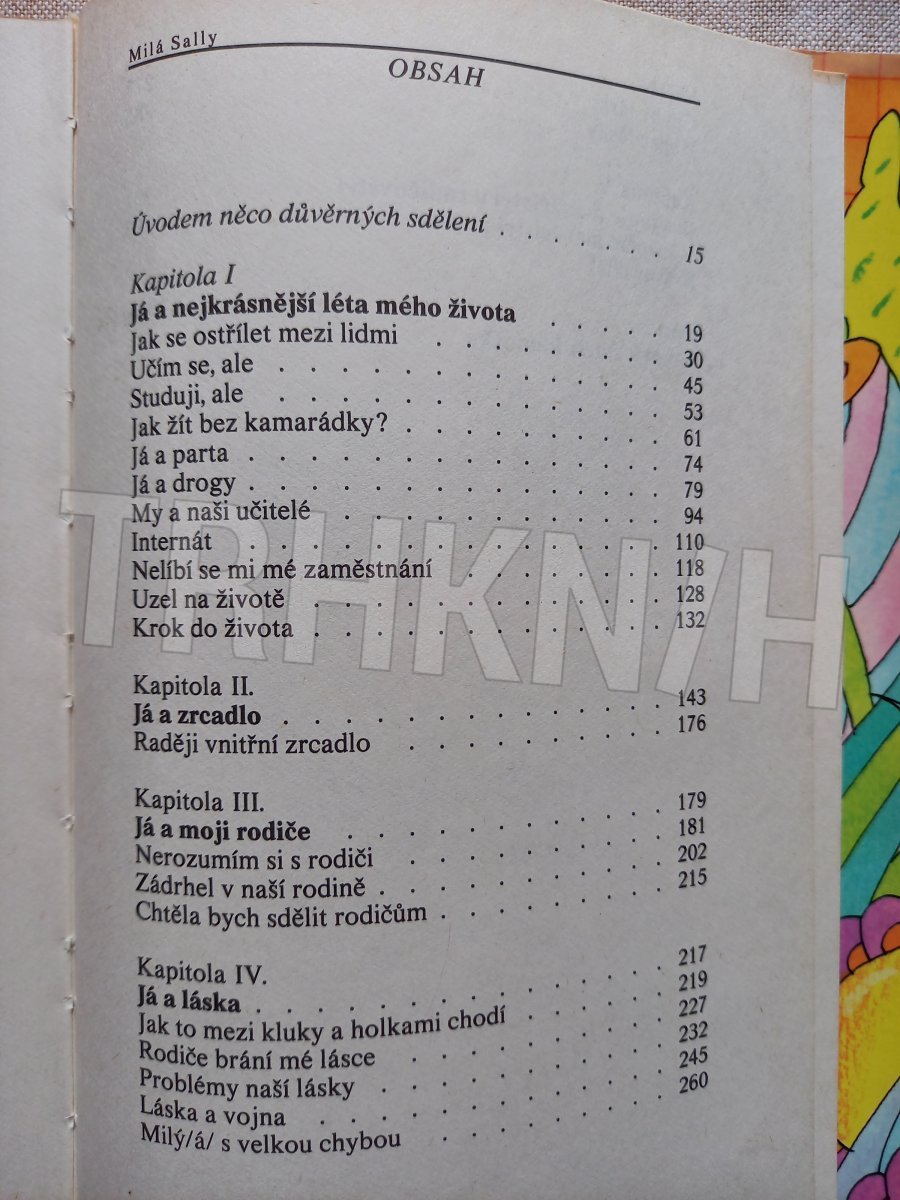 Milá Sally
OBSAH
Úvodem něco důvěrných sdělení . . . . . . 15
Kapitola I
Já a nejkrásnější léta mého života . . . . . 19
Jak se ostřílet mezi lidmi . . . . . . . 30
Učím se, ale . . . . . . . . . . . 45
Studuji, ale . . . . . . . . . . . 53
Jak žít bez kamarádky? . . . . . . . . 61
Já a parta . . . . . . . . . . . . 74
Já a drogy . . . . . . . . . . . . 79
My a naši učitelé . . . . . . . . . . 94
Internát . . . . . . . . . . . . . 110
Nelíbí se mi mé zaměstnání . . . . . . 118
Uzel na životě . . . . . . . . . . . 128
Krok do života . . . . . . . . . . . 132
Kapitola II.
Já a zrcadlo . . . . . . . . . . . . 143
Raději vnitřní zrcadlo . . . . . . . . 176
Kapitola III.
Já a moji rodiče . . . . . . . . . . 179
Nerozumím si s rodiči . . . . . . . . 181
Zádrhel v naší rodině . . . . . . . . . 202
Chtěla bych sdělit rodičům . . . . . . . 215
Kapitola IV.
Já a láska . . . . . . . . . . . . . 217
Jak to mezi kluky a holkami chodí . . . . . 219
Rodiče brání mé lásce . . . . . . . . 227
Problémy naší lásky . . . . . . . . . 232
Láska a vojna . . . . . . . . . . . 245
Milý/á/ s velkou chybou . . . . . . . 260
TRHKNIH